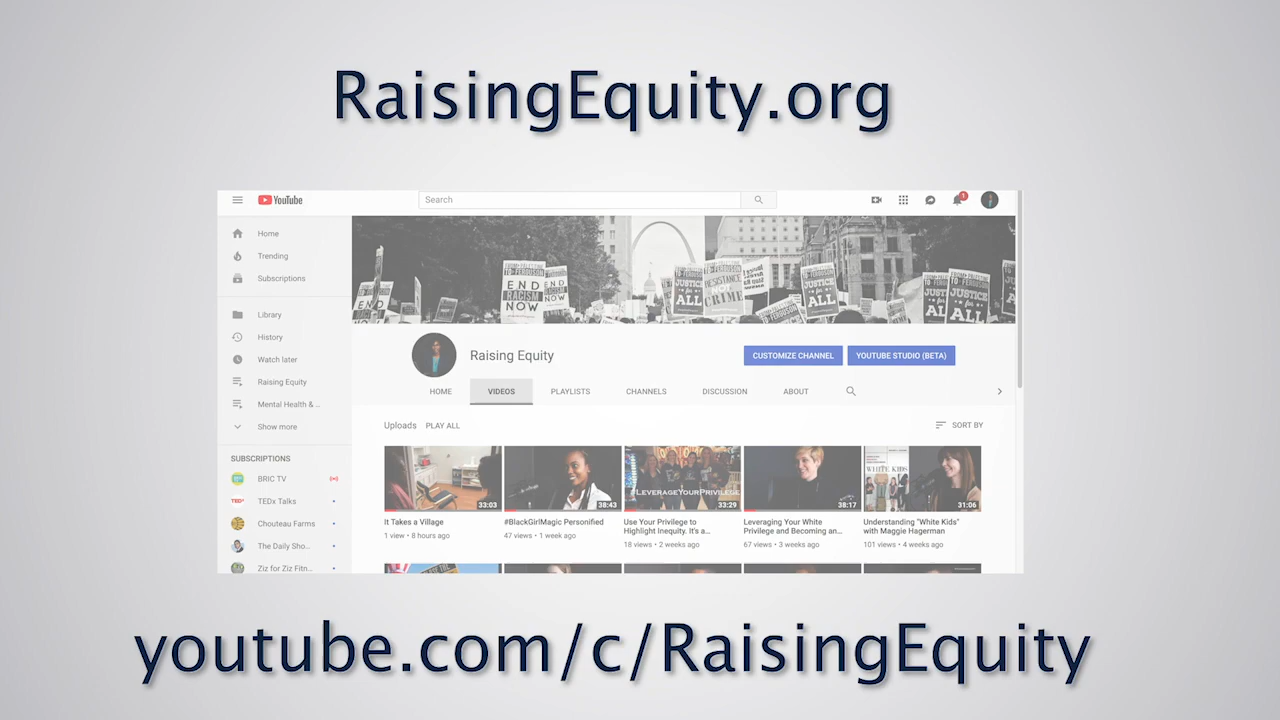 RaisingEquity.org
YouTube
Search
1
Home
Trending
Subscriptions
Library
History
Watch later
Raising Equity
Mental Health & ..
Show more
SUBSCRIPTIONS
BRIC TV
TEDx Talks
Chouteau Farms
The Daily Sho..
Ziz for Ziz Fitn..
END
RACISM
NOW
RESISTANCE
NOT
CRIME
JUSTICE
for
ALL
Raising Equity
CUSTOMIZE CHANNEL
YOUTUBE STUDIO (BETA)
HOME
VIDEOS
PLAYLISTS
CHANNELS
DISCUSSION
ABOUT
Uploads
PLAY ALL
SORT BY
33:03
38:43
#LEVERAGEYOURPRIVILEGE
33:29
38:17
WHITE KIDS
31:06
It Takes a Village
1 view • 8 hours ago
#BlackGirlMagic Personified
47 views • 1 week ago
Use Your Privilege to
Highlight Inequity. It's a...
18 views • 2 weeks ago
Leveraging Your White
Privilege and Becoming an...
67 views • 3 weeks ago
Understanding "White Kids"
with Maggie Hagerman
101 views • 4 weeks ago
youtube.com/c/RaisingEquity